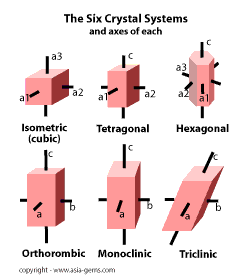 The Six Crystal Systems
and axes of each
a3
a1
a2
Isometric
(cubic)
c
a1
a2
Tetragonal
c
a3
a2
a1
Hexagonal
c
a
b
Orthorombic
c
a
b
Monoclinic
c
a
b
Triclinic
copyright - www.asia-gems.com